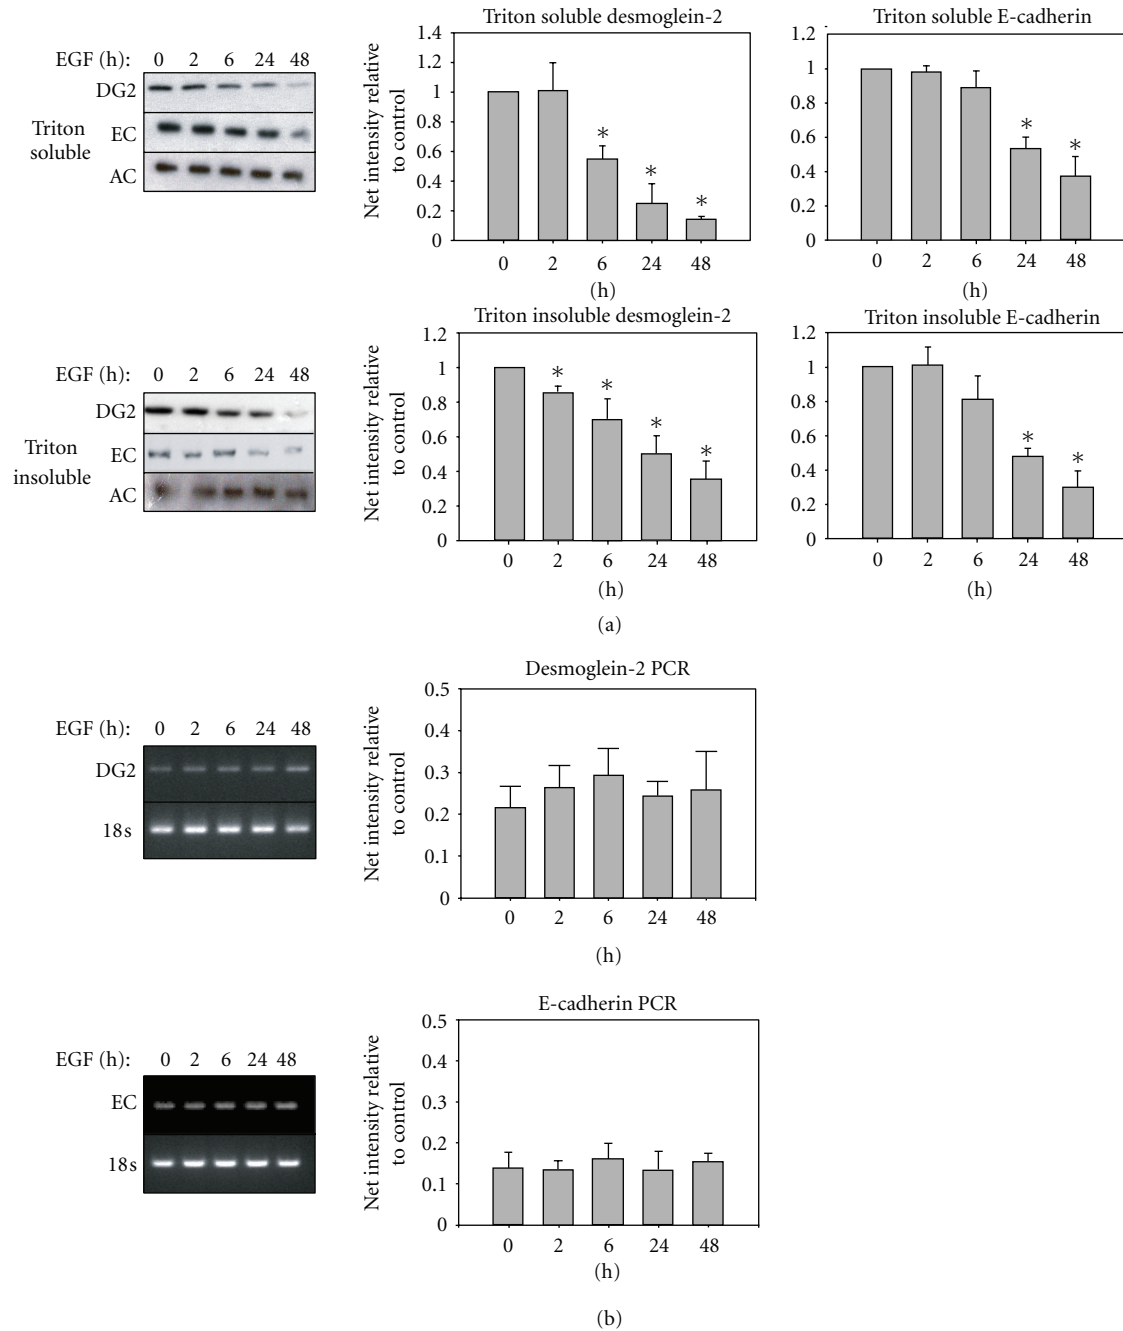 Triton soluble desmoglein-2
Triton soluble E-cadherin
EGF (h): 0 2 6 24 48
DG2
EC
AC
Triton
soluble
Net intensity relative
to control
1.4
1.2
1
0.8
0.6
0.4
0.2
0
*
*
*
0 2 6 24 48
(h)
1.2
1
0.8
0.6
0.4
0.2
0
*
*
0 2 6 24 48
(h)
Triton insoluble desmoglein-2
Triton insoluble E-cadherin
EGF (h): 0 2 6 24 48
DG2
EC
AC
Triton
insoluble
Net intensity relative
to control
1.2
1
0.8
0.6
0.4
0.2
0
*
*
*
*
0 2 6 24 48
(h)
1.2
1
0.8
0.6
0.4
0.2
0
*
*
0 2 6 24 48
(h)
(a)
Desmoglein-2 PCR
EGF (h): 0 2 6 24 48
DG2
18s
Net intensity relative
to control
0.5
0.4
0.3
0.2
0.1
0
0 2 6 24 48
(h)
E-cadherin PCR
EGF (h): 0 2 6 24 48
EC
18s
Net intensity relative
to control
0.5
0.4
0.3
0.2
0.1
0
0 2 6 24 48
(h)
(b)